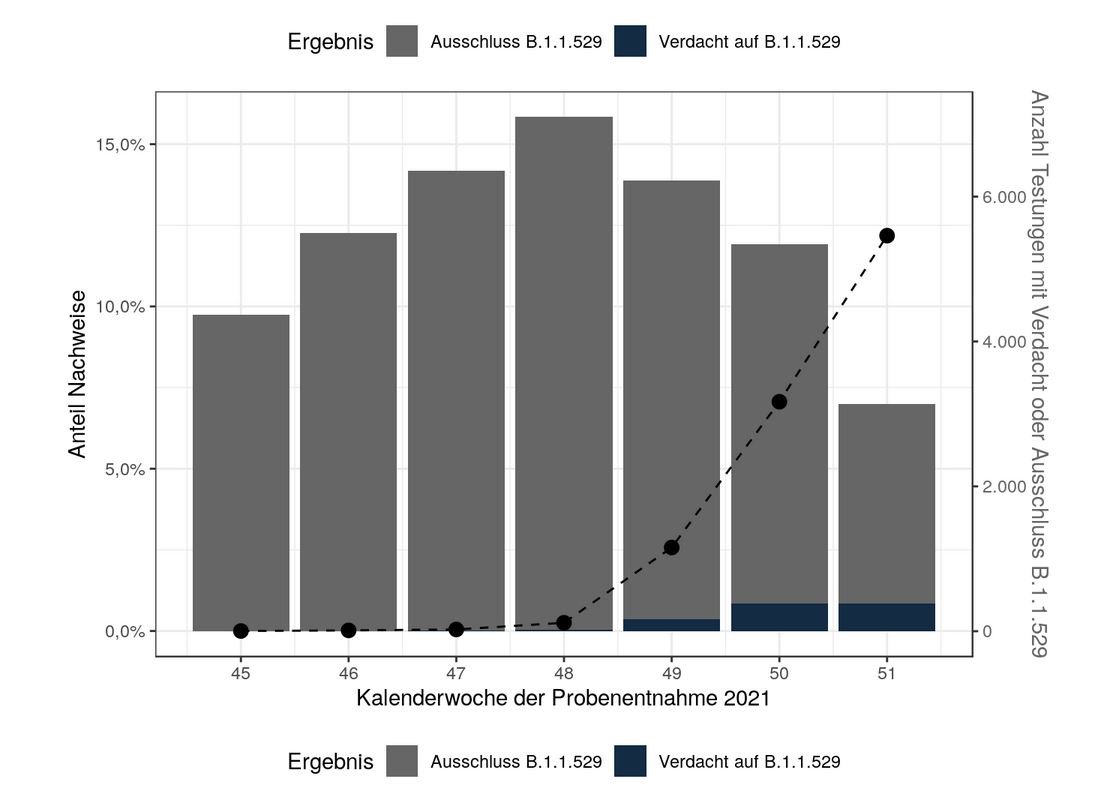 Ergebnis Ausschluss B.1.1.529 Verdacht auf B.1.1.529
15,0%
10,0%
5,0%
0,0%
Anteil Nachweise
6.000
4.000
2.000
0
Anzahl Testungen mit Verdacht oder Ausschluss B.1.1.529
45 46 47 48 49 50 51
Kalenderwoche der Probenentnahme 2021
Ergebnis Ausschluss B.1.1.529 Verdacht auf B.1.1.529